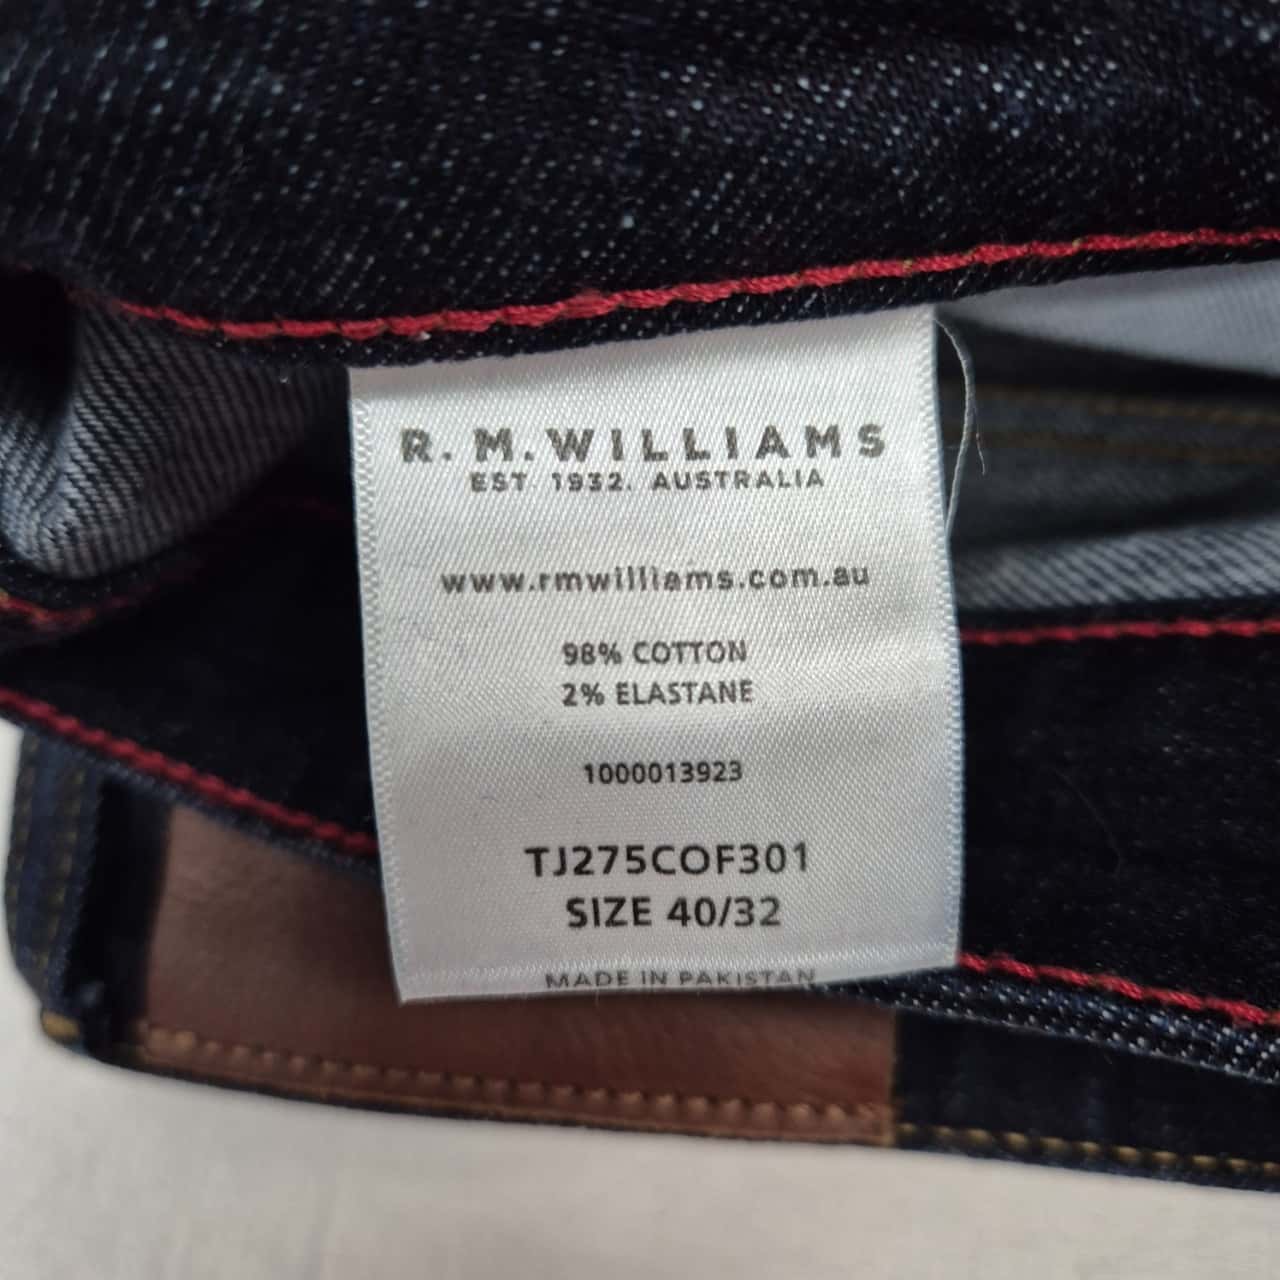 R. M. WILLIAMS
EST. 1932. AUSTRALIA
www.rmwilliams.com.au
98% COTTON
2% ELASTANE
1000013923
TJ275COF301
SIZE 40/32
MADE IN PAKISTAN